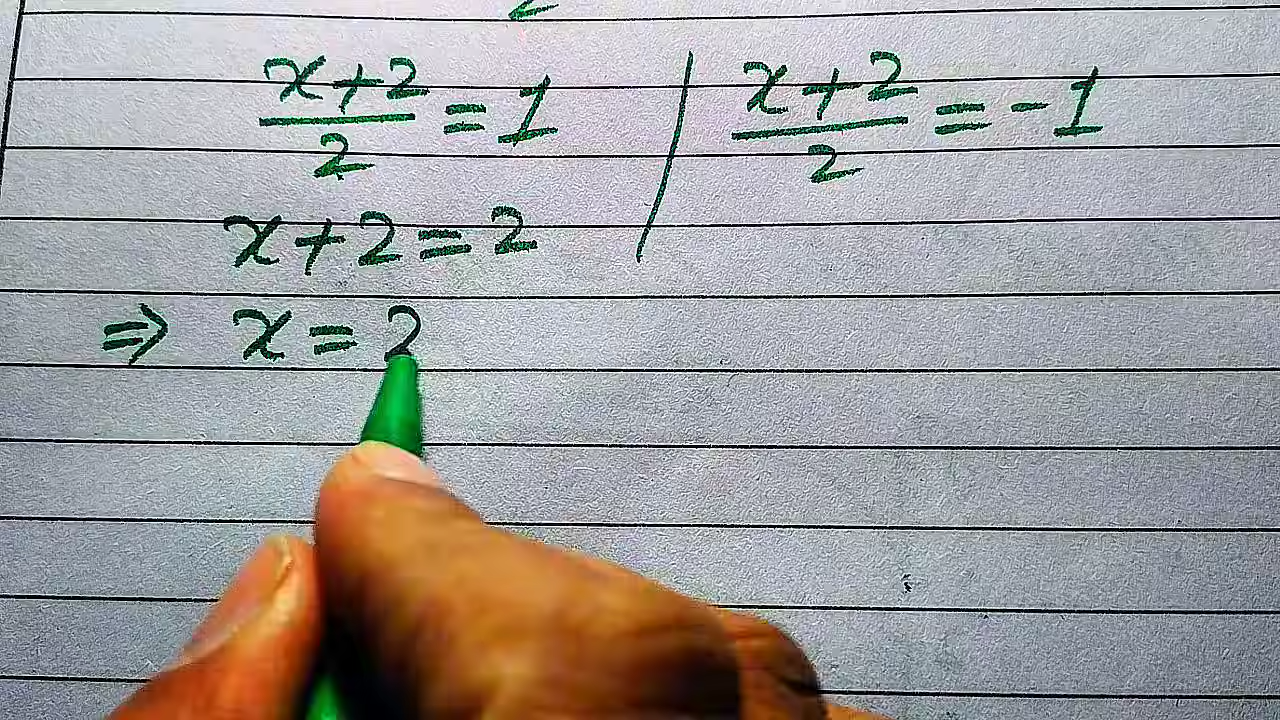 (x+2)/2 = 1 | (x+2)/2 = -1
x+2=2
⇒ x = 2